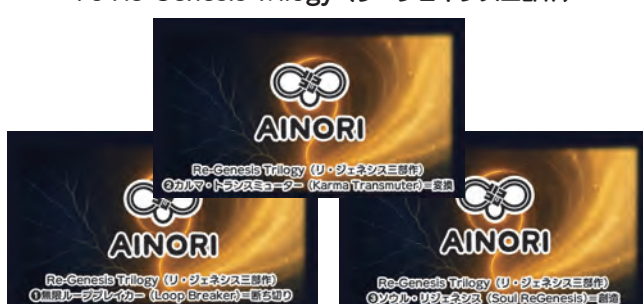 Re-Genesis Trilogy（リ・ジェネシス三部作）
AINORI
Re-Genesis Trilogy（リ・ジェネシス三部作）
②カルマ・トランスミューター（Karma Transmuter）=変換
AINORI
Re-Genesis Trilogy（リ・ジェネシス三部作）
①無限ループブレイカー（Loop Breaker）=断ち切り
AINORI
Re-Genesis Trilogy（リ・ジェネシス三部作）
③ソウル・リジェネシス（Soul ReGenesis）=創造